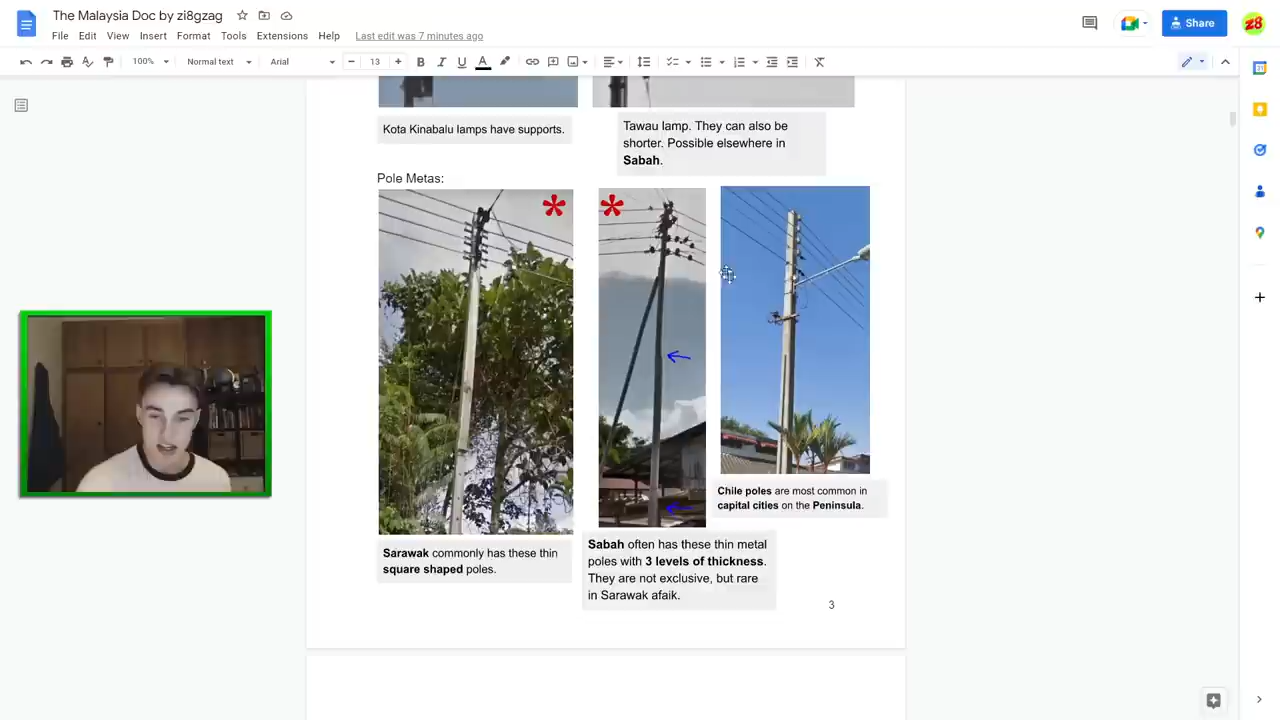 The Malaysia Doc by zi8gzag
File Edit View Insert Format Tools Extensions Help Last edit was 7 minutes ago
Share
Z8
100% Normal text Arial 13 B I U A
Kota Kinabalu lamps have supports.
Tawau lamp. They can also be
shorter. Possible elsewhere in
Sabah.
Pole Metas:
*
*
Chile poles are most common in
capital cities on the Peninsula.
Sarawak commonly has these thin
square shaped poles.
Sabah often has these thin metal
poles with 3 levels of thickness.
They are not exclusive, but rare
in Sarawak afaik.
3